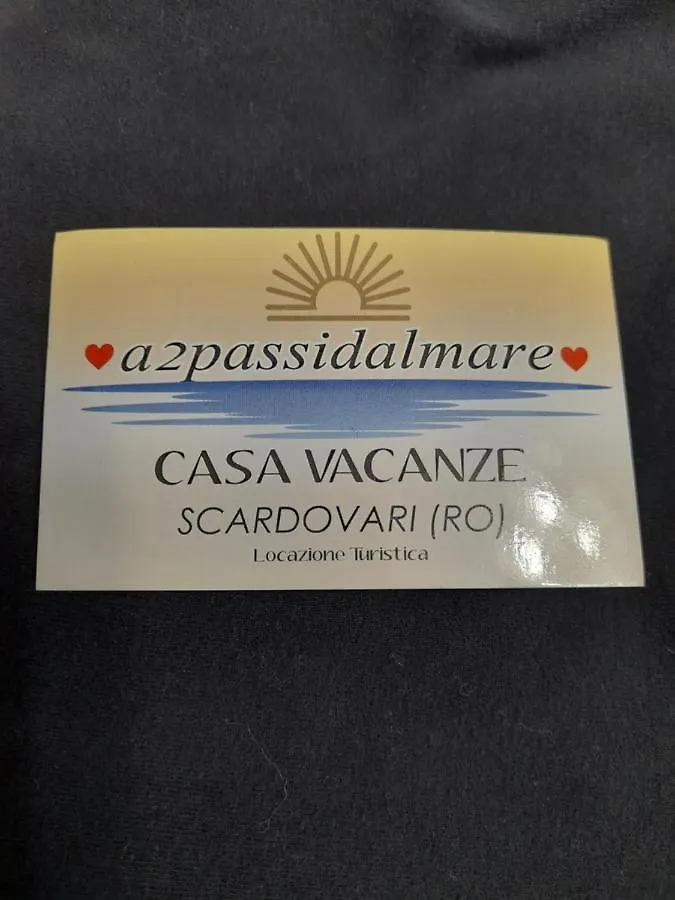 a2passidalmare
CASA VACANZE
SCARDOVARI (RO)
Locazione Turistica